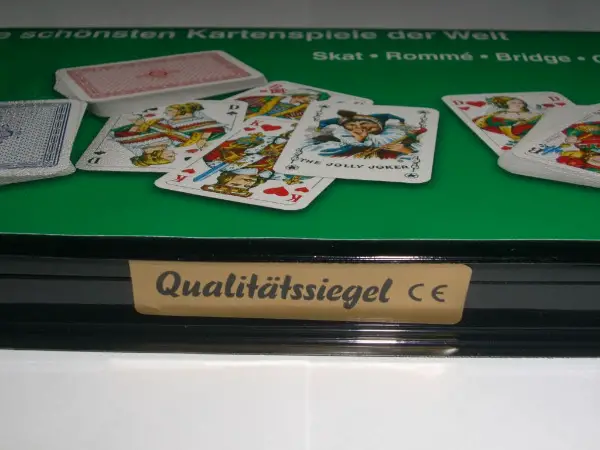 schönsten Kartenspiele der Welt
Skat • Rommé • Bridge •
D
D
K
K
THE JOLLY JOKER
D
D
K
Qualitätssiegel CE